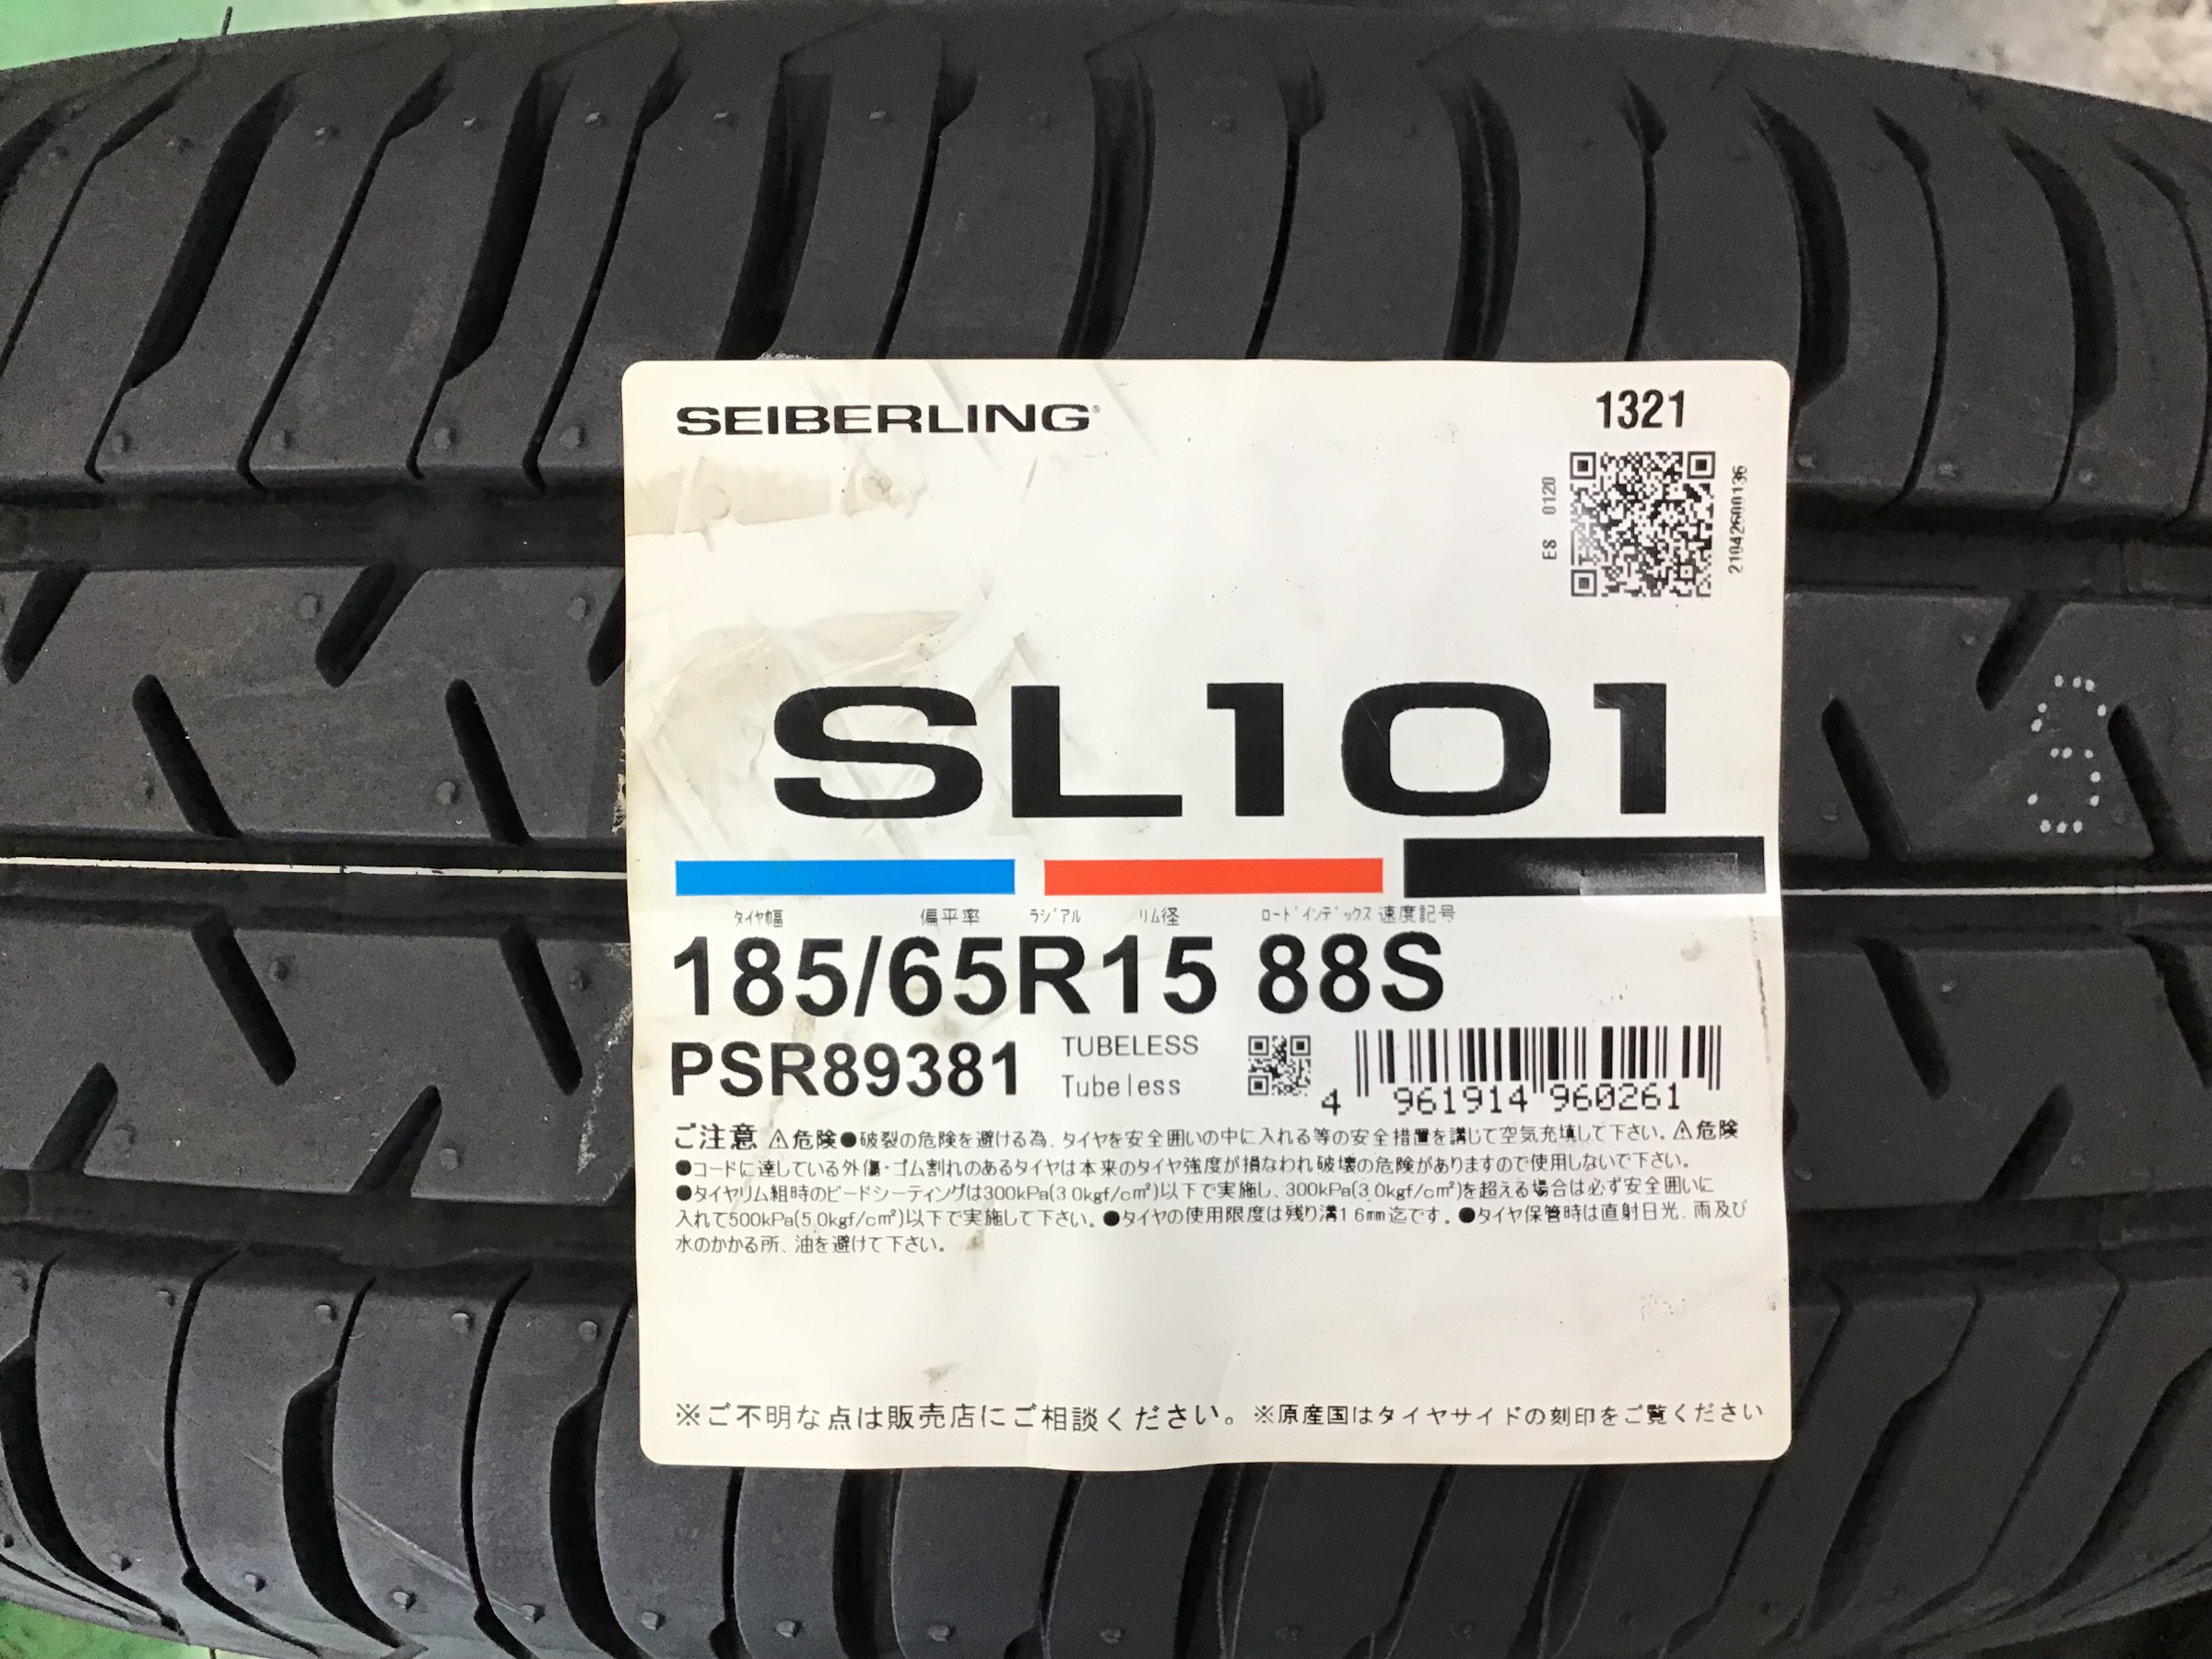 SEIBERLING®
1321
ES 0120
21042600136
SL101
タイヤ幅 偏平率 ラジアル リム径 ロードインデックス 速度記号
185/65R15 88S
PSR89381
TUBELESS
Tubeless
4 961914 960261
ご注意 ⚠危険●破裂の危険を避ける為、タイヤを安全囲いの中に入れる等の安全措置を講じて空気充填して下さい。⚠危険
●コードに達している外傷・ゴム割れのあるタイヤは本来のタイヤ強度が損なわれ破壊の危険がありますので使用しないで下さい。
●タイヤリム組時のビードシーティングは300kPa(3.0kgf/c㎡)以下で実施し、300kPa(3.0kgf/c㎡)を超える場合は必ず安全囲いに
入れて500kPa(5.0kgf/c㎡)以下で実施して下さい。●タイヤの使用限度は残り溝1.6mm迄です。●タイヤ保管時は直射日光、雨及び
水のかかる所、油を避けて下さい。
※ご不明な点は販売店にご相談ください。※原産国はタイヤサイドの刻印をご覧ください
3